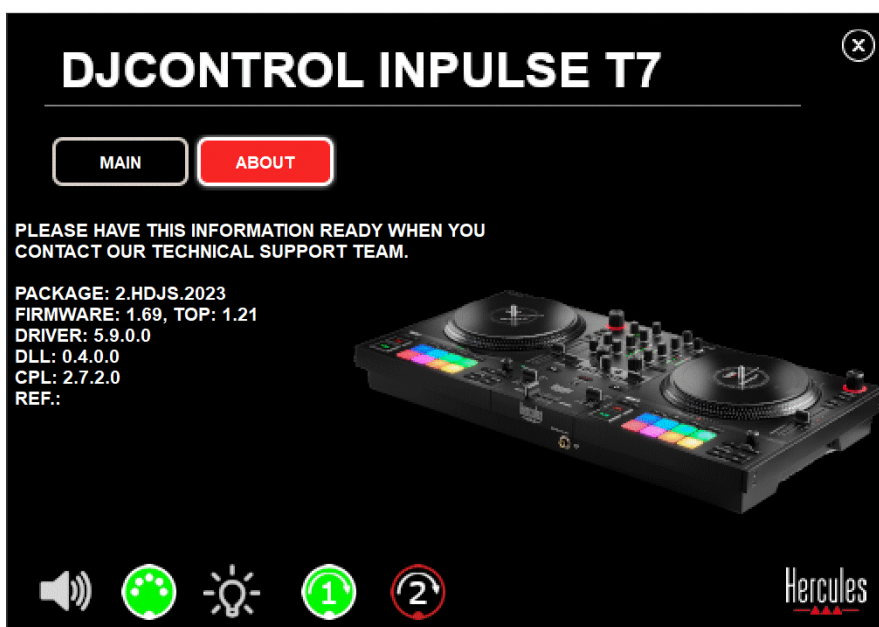 DJCONTROL INPULSE T7
MAIN
ABOUT
PLEASE HAVE THIS INFORMATION READY WHEN YOU
CONTACT OUR TECHNICAL SUPPORT TEAM.
PACKAGE: 2.HDJS.2023
FIRMWARE: 1.69, TOP: 1.21
DRIVER: 5.9.0.0
DLL: 0.4.0.0
CPL: 2.7.2.0
REF.:
1
2
Hercules